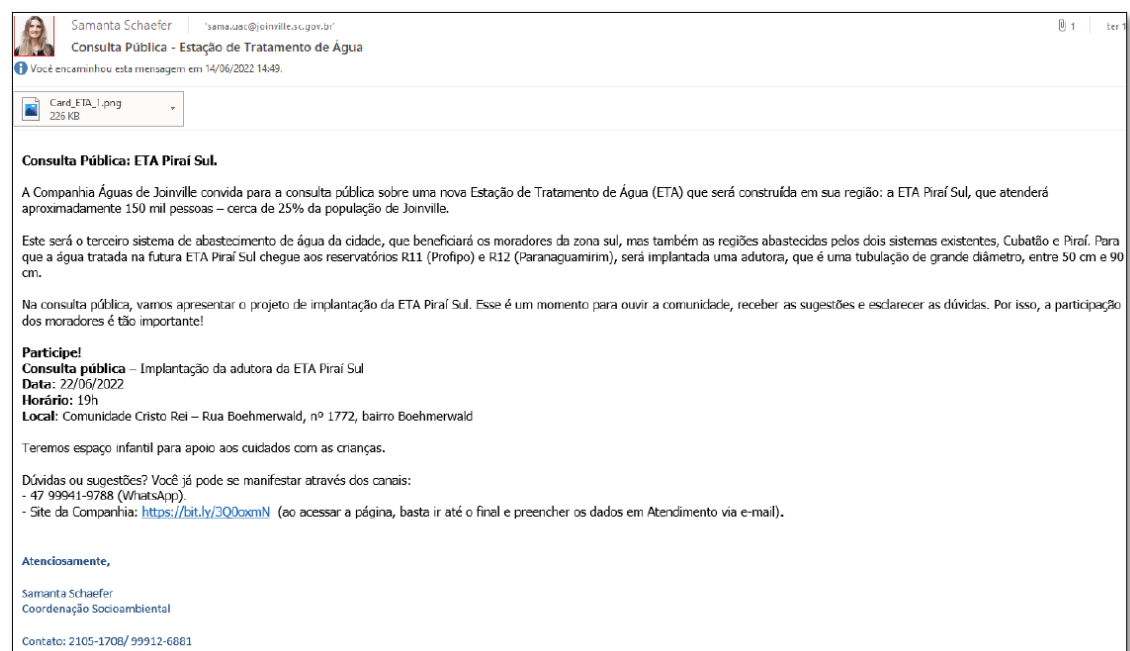 Samanta Schaefer 'sama.uac@joinville.sc.gov.br' 1 ter 1
Consulta Pública - Estação de Tratamento de Água
Você encaminhou esta mensagem em 14/06/2022 14:49.
Card_ETA_1.png
226 KB
Consulta Pública: ETA Piraí Sul.
A Companhia Águas de Joinville convida para a consulta pública sobre uma nova Estação de Tratamento de Água (ETA) que será construída em sua região: a ETA Piraí Sul, que atenderá
aproximadamente 150 mil pessoas – cerca de 25% da população de Joinville.
Este será o terceiro sistema de abastecimento de água da cidade, que beneficiará os moradores da zona sul, mas também as regiões abastecidas pelos dois sistemas existentes, Cubatão e Piraí. Para
que a água tratada na futura ETA Piraí Sul chegue aos reservatórios R11 (Profipo) e R12 (Paranaguamirim), será implantada uma adutora, que é uma tubulação de grande diâmetro, entre 50 cm e 90
cm.
Na consulta pública, vamos apresentar o projeto de implantação da ETA Piraí Sul. Esse é um momento para ouvir a comunidade, receber as sugestões e esclarecer as dúvidas. Por isso, a participação
dos moradores é tão importante!
Participe!
Consulta pública – Implantação da adutora da ETA Piraí Sul
Data: 22/06/2022
Horário: 19h
Local: Comunidade Cristo Rei – Rua Boehmerwald, nº 1772, bairro Boehmerwald
Teremos espaço infantil para apoio aos cuidados com as crianças.
Dúvidas ou sugestões? Você já pode se manifestar através dos canais:
- 47 99941-9788 (WhatsApp).
- Site da Companhia: https://bit.ly/3Q0oxmN (ao acessar a página, basta ir até o final e preencher os dados em Atendimento via e-mail).
Atenciosamente,
Samanta Schaefer
Coordenação Socioambiental
Contato: 2105-1708/ 99912-6881